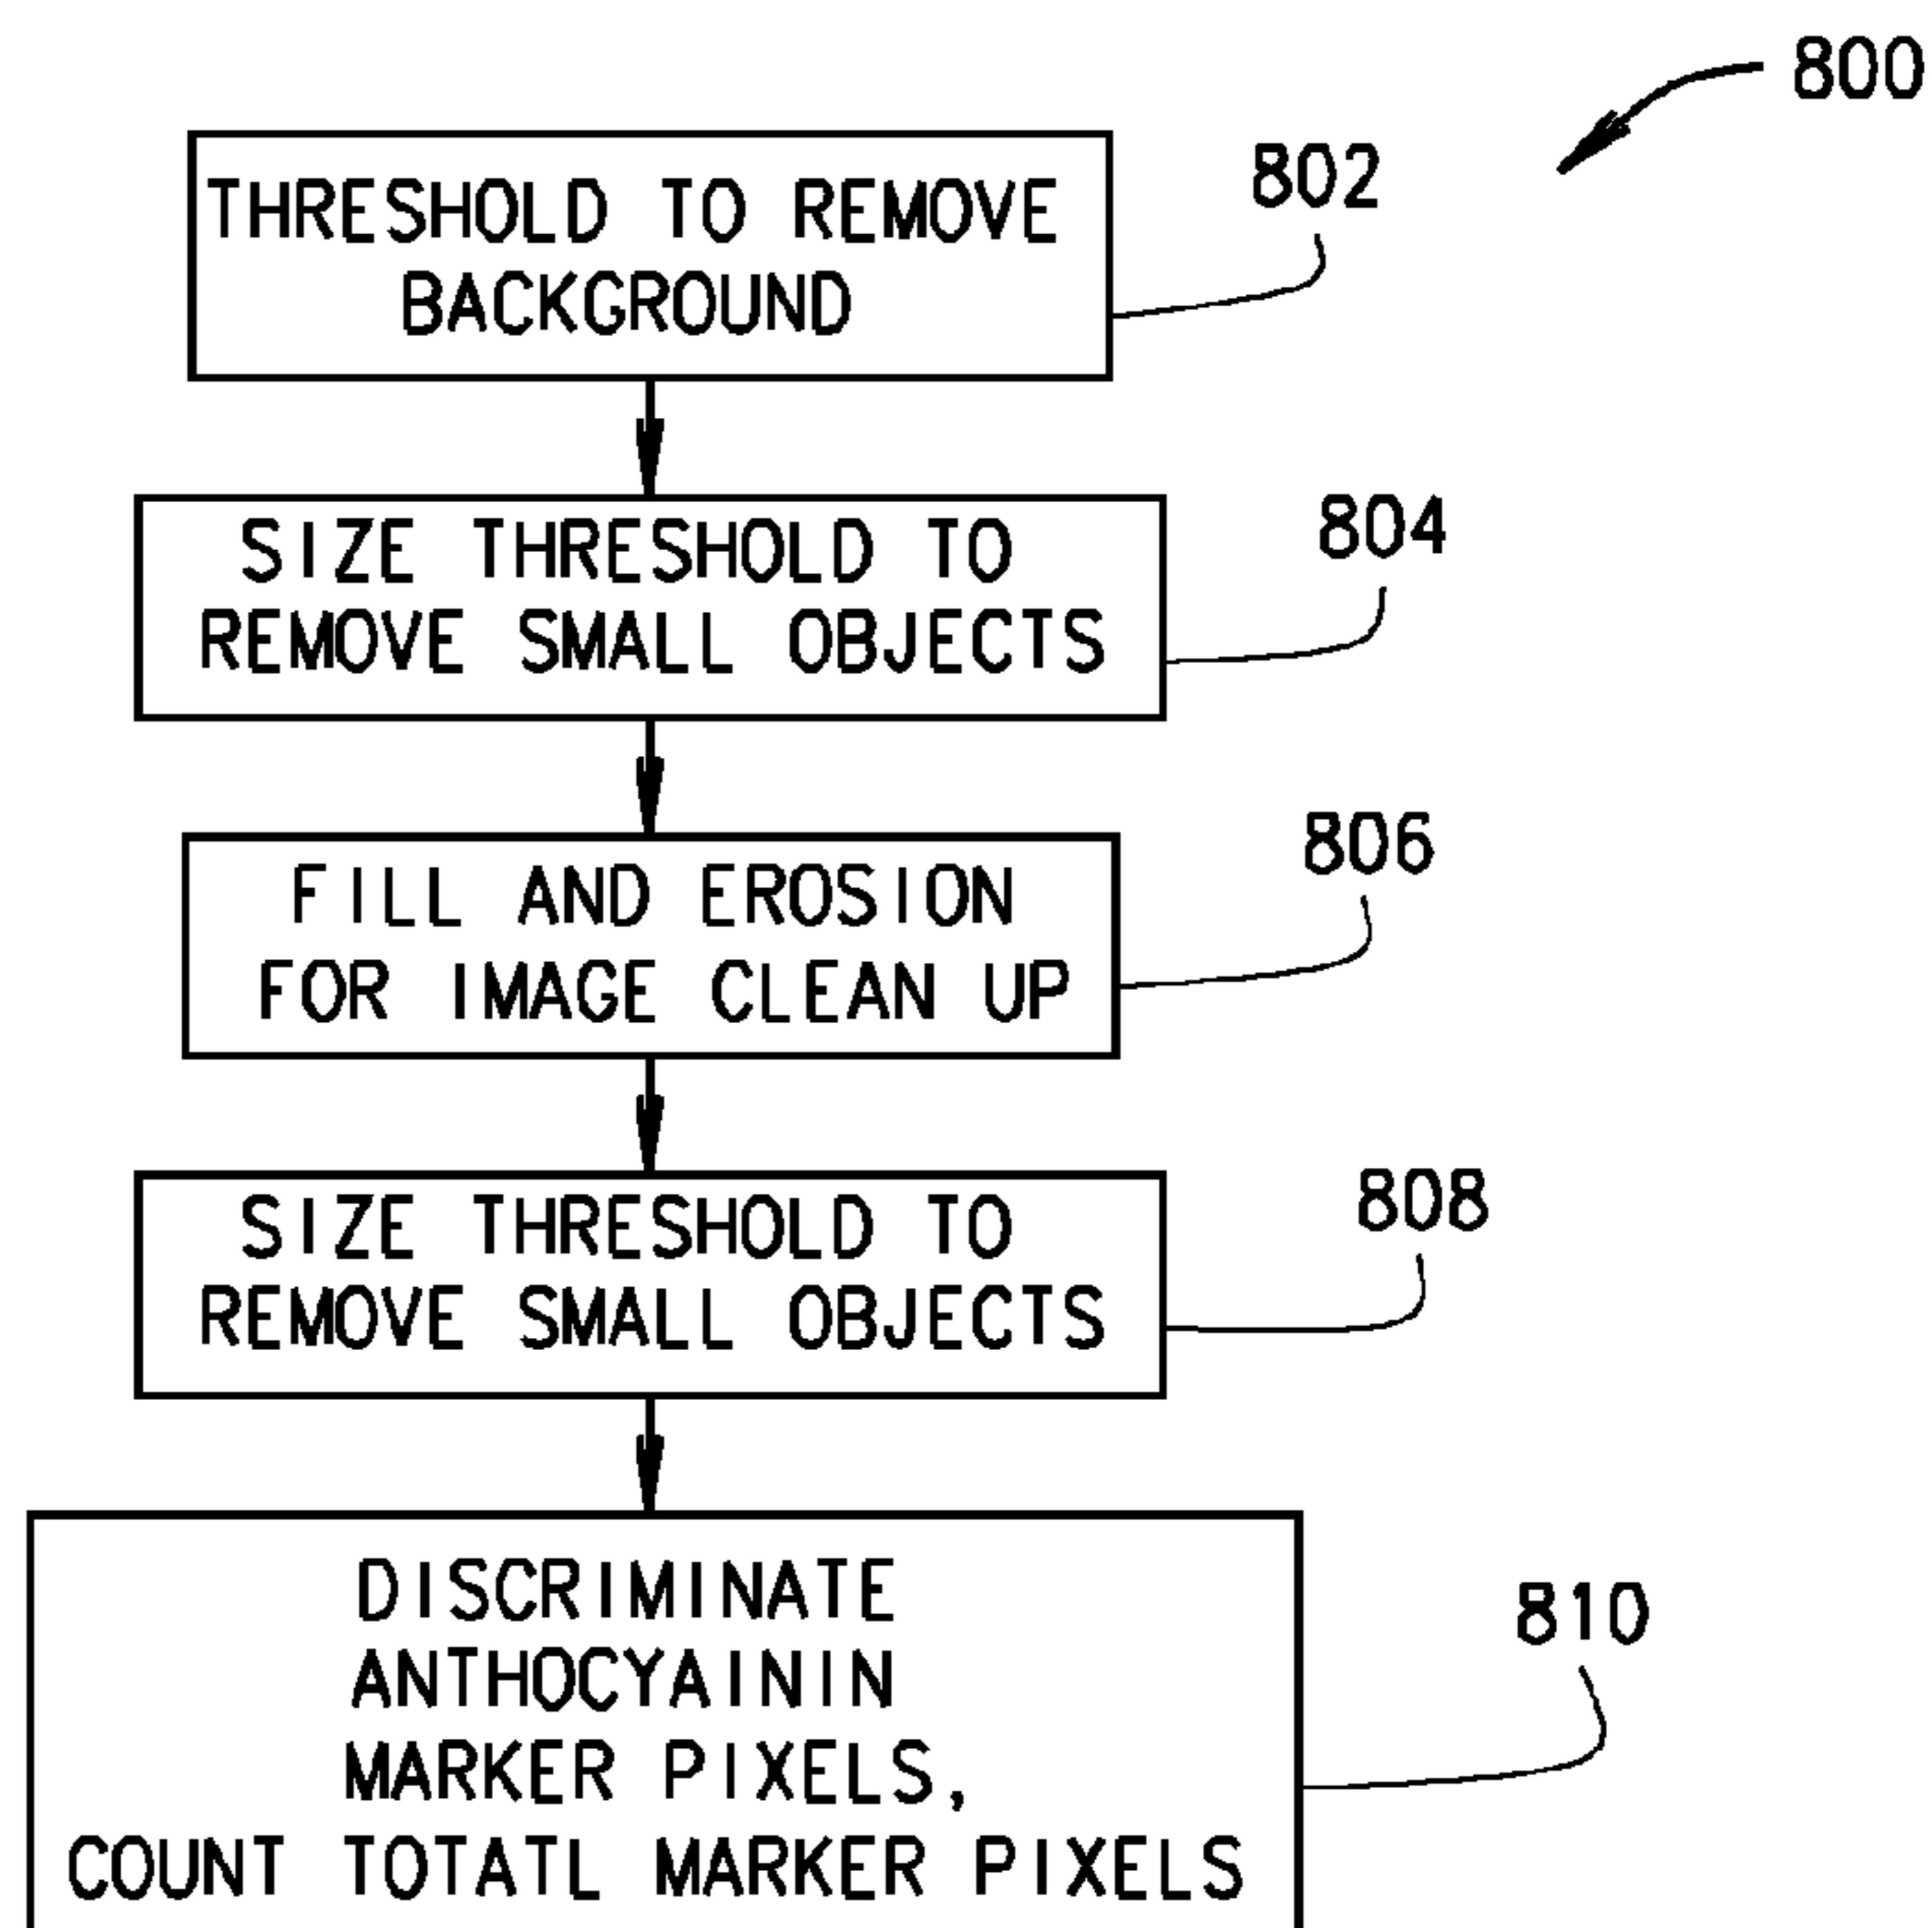 800
THRESHOLD TO REMOVE
BACKGROUND
802
SIZE THRESHOLD TO
REMOVE SMALL OBJECTS
804
FILL AND EROSION
FOR IMAGE CLEAN UP
806
SIZE THRESHOLD TO
REMOVE SMALL OBJECTS
808
DISCRIMINATE
ANTHOCYAININ
MARKER PIXELS,
COUNT TOTATL MARKER PIXELS
810